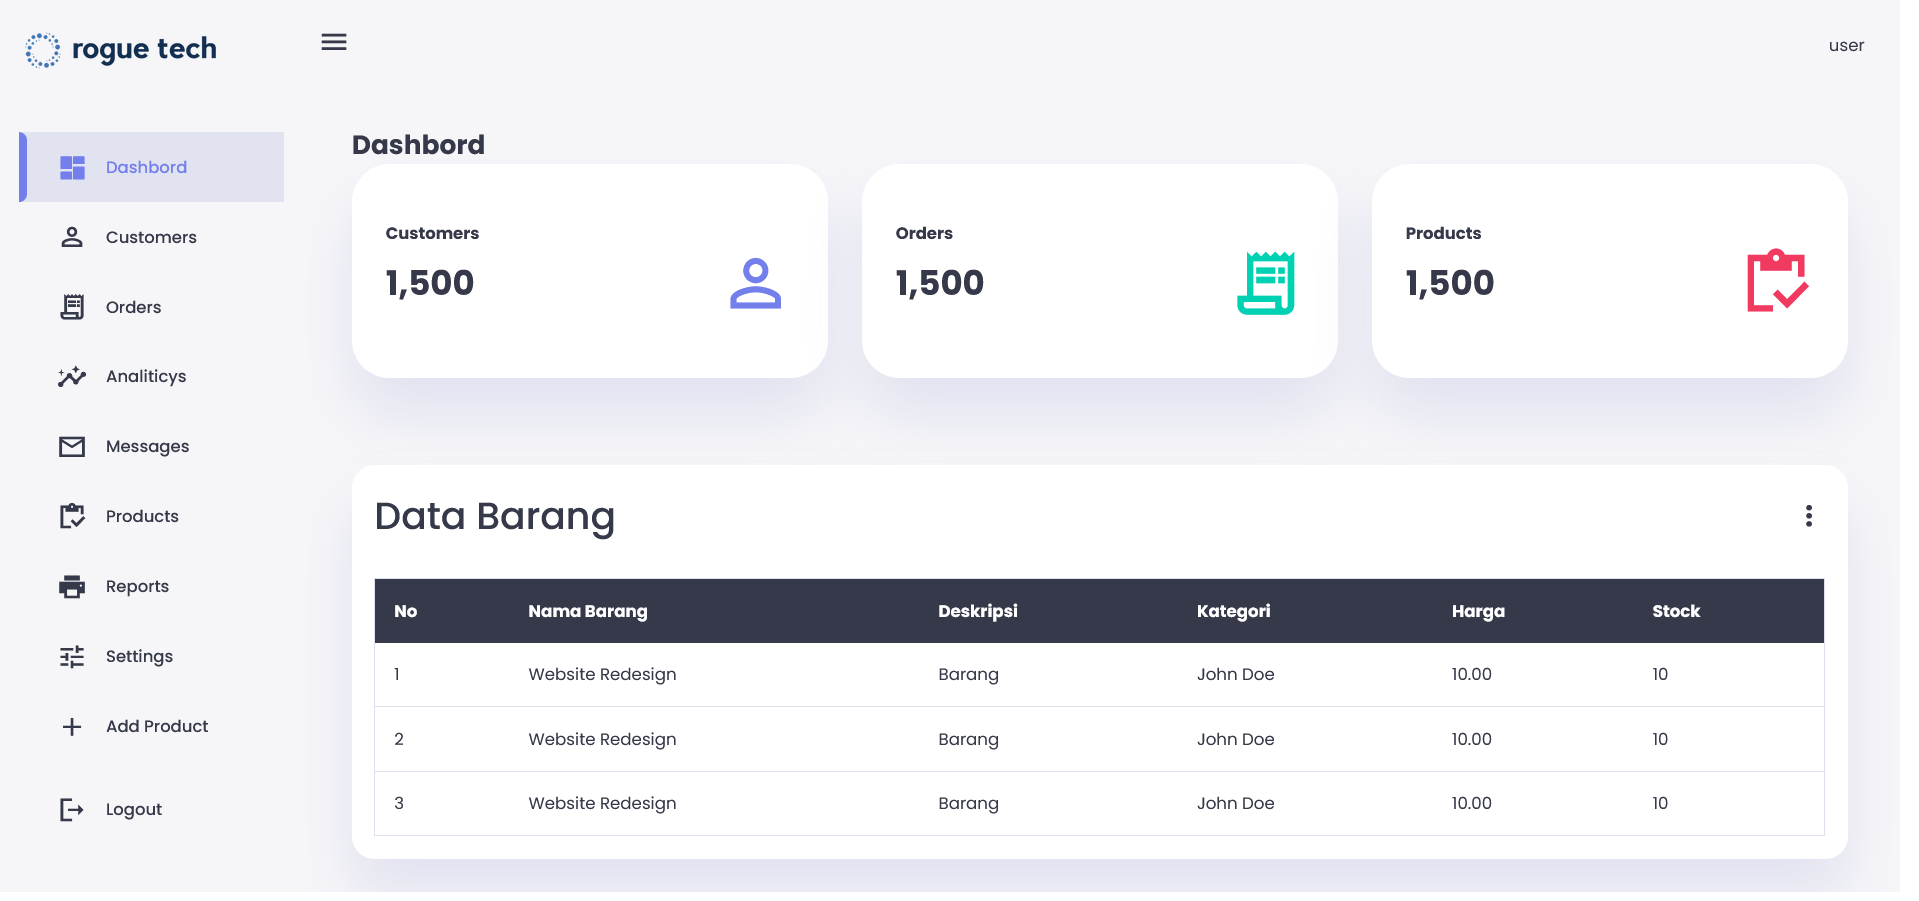 rogue tech
user
Dashbord
Customers
Orders
Analiticys
Messages
Products
Reports
Settings
Add Product
Logout
Dashbord
Customers
1,500
Orders
1,500
Products
1,500
Data Barang
No Nama Barang Deskripsi Kategori Harga Stock
1 Website Redesign Barang John Doe 10.00 10
2 Website Redesign Barang John Doe 10.00 10
3 Website Redesign Barang John Doe 10.00 10